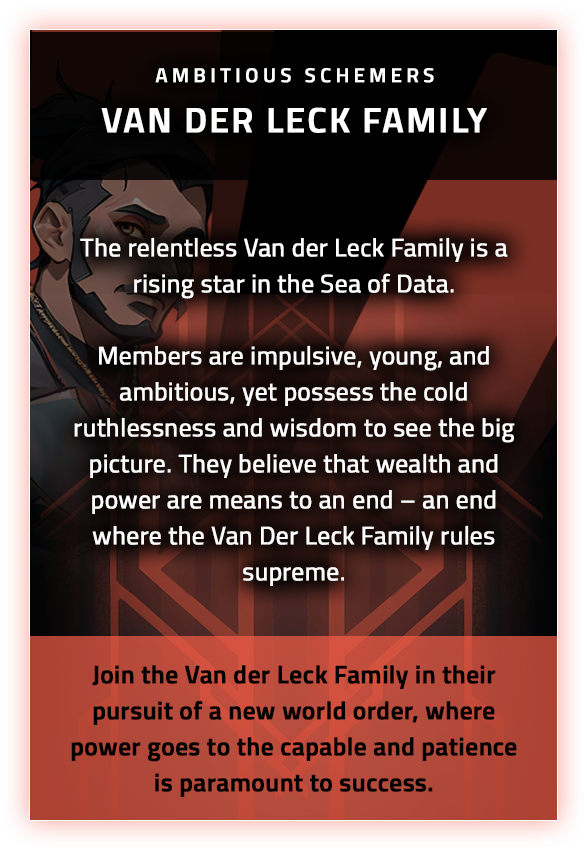 AMBITIOUS SCHEMERS
VAN DER LECK FAMILY
The relentless Van der Leck Family is a
rising star in the Sea of Data.
Members are impulsive, young, and
ambitious, yet possess the cold
ruthlessness and wisdom to see the big
picture. They believe that wealth and
power are means to an end – an end
where the Van Der Leck Family rules
supreme.
Join the Van der Leck Family in their
pursuit of a new world order, where
power goes to the capable and patience
is paramount to success.